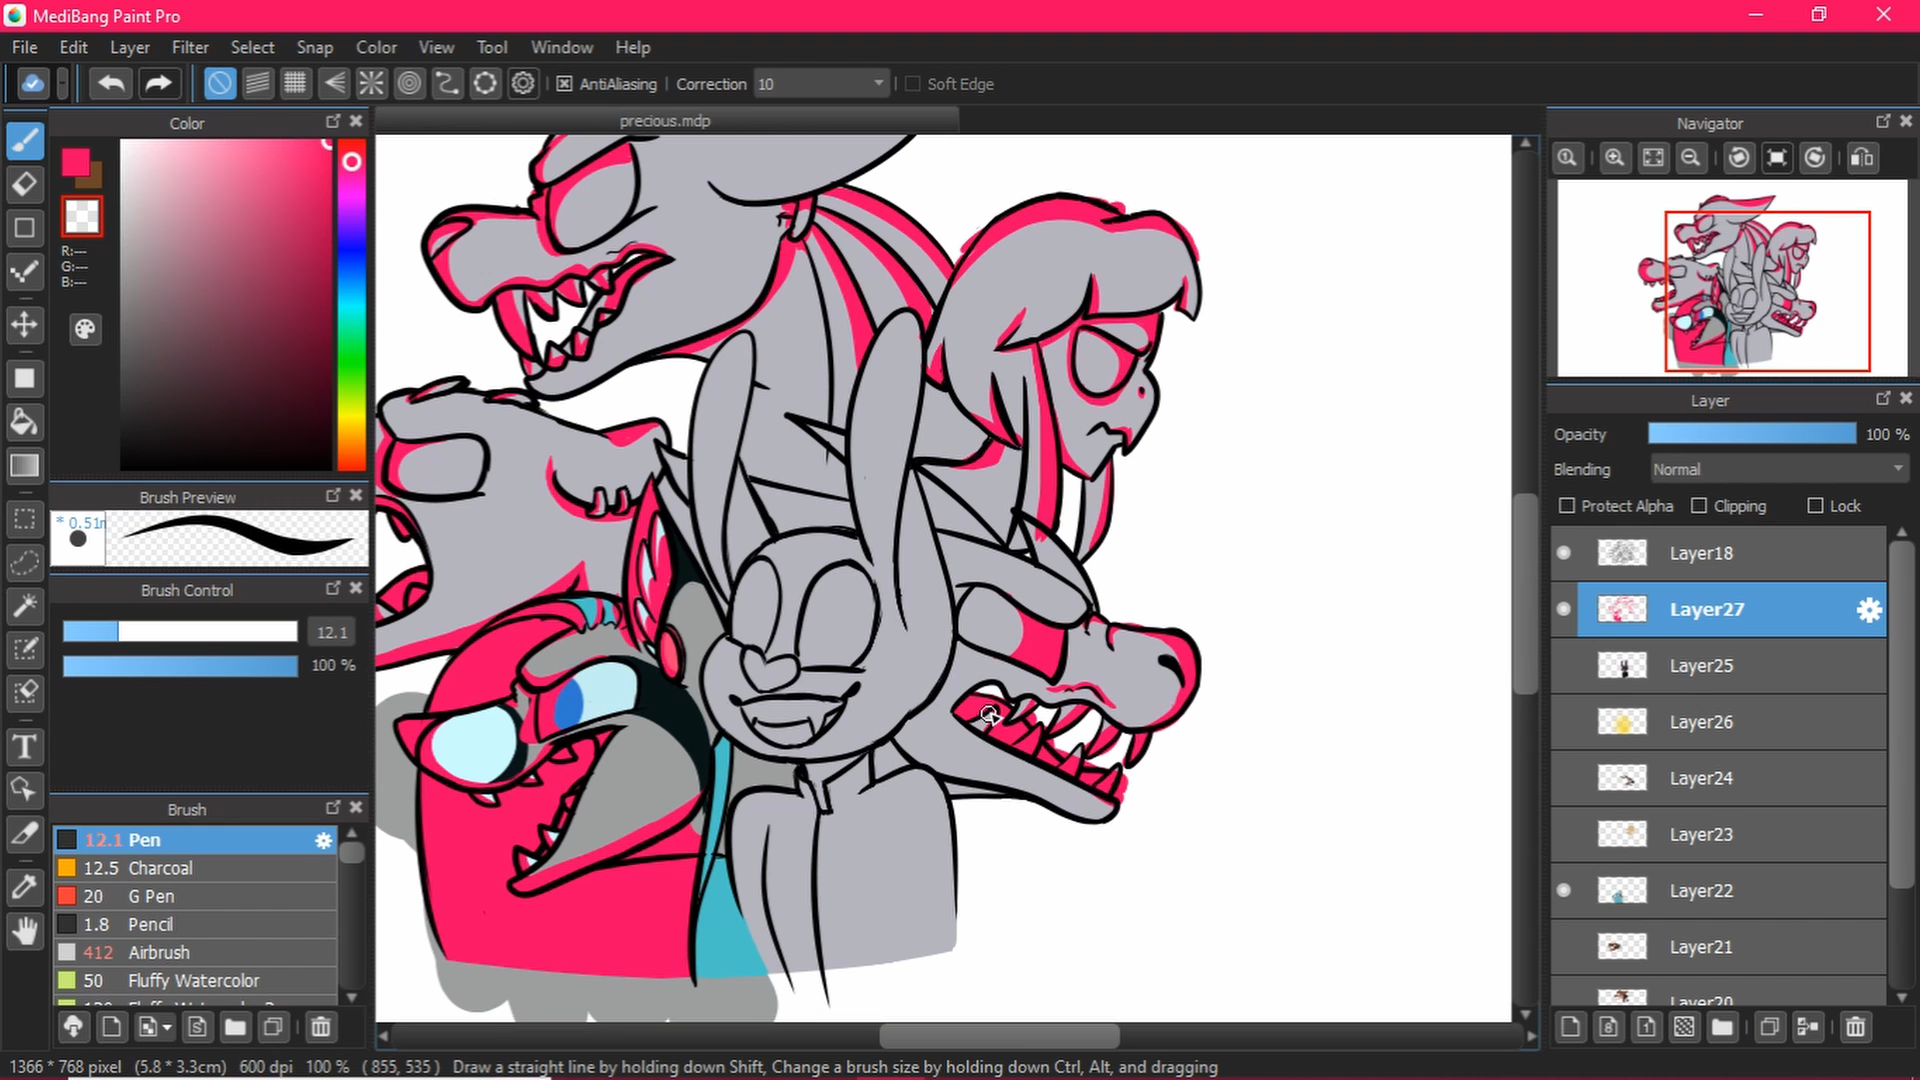 MediBang Paint Pro
File Edit Layer Filter Select Snap Color View Tool Window Help
AntiAliasing Correction 10 Soft Edge
Color
precious.mdp
Navigator
R:---
G:---
B:---
Layer
Opacity 100 %
Blending Normal
Protect Alpha Clipping Lock
Brush Preview
* 0.51
Brush Control
12.1
100 %
Layer18
Layer27
Layer25
Layer26
Layer24
Layer23
Layer22
Layer21
Layer20
Brush
12.1 Pen
12.5 Charcoal
20 G Pen
1.8 Pencil
412 Airbrush
50 Fluffy Watercolor
1366 * 768 pixel (5.8 * 3.3cm) 600 dpi 100 % ( 855, 535 ) Draw a straight line by holding down Shift, Change a brush size by holding down Ctrl, Alt, and dragging